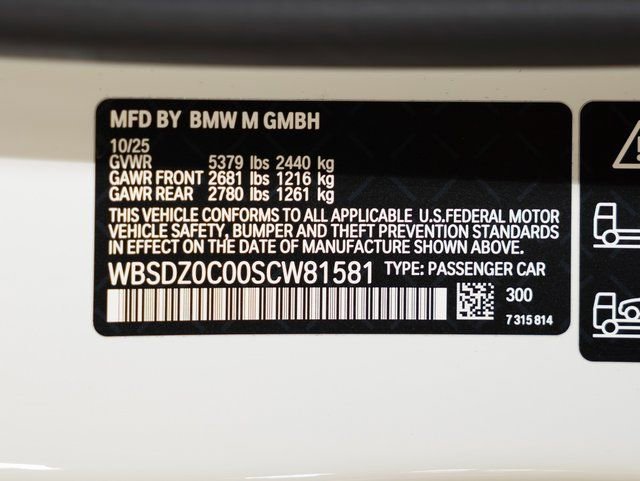 MFD BY BMW M GMBH
10/25
GVWR 5379 lbs 2440 kg
GAWR FRONT 2681 lbs 1216 kg
GAWR REAR 2780 lbs 1261 kg
THIS VEHICLE CONFORMS TO ALL APPLICABLE U.S.FEDERAL MOTOR
VEHICLE SAFETY, BUMPER AND THEFT PREVENTION STANDARDS
IN EFFECT ON THE DATE OF MANUFACTURE SHOWN ABOVE.
WBSDZ0C00SCW81581 TYPE: PASSENGER CAR
300
7 315 814